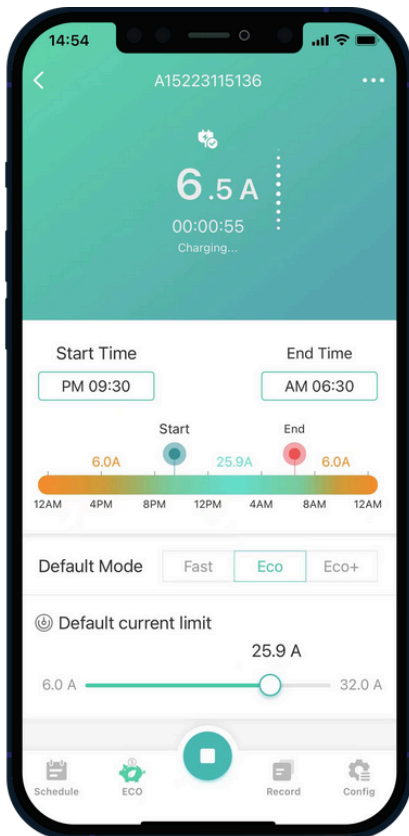 14:54
A15223115136
6.5 A
00:00:55
Charging...
Start Time End Time
PM 09:30 AM 06:30
Start End
6.0A 25.9A 6.0A
12AM 4PM 8PM 12PM 4AM 8AM 12AM
Default Mode Fast Eco Eco+
Default current limit
25.9 A
6.0 A 32.0 A
Schedule ECO Record Config